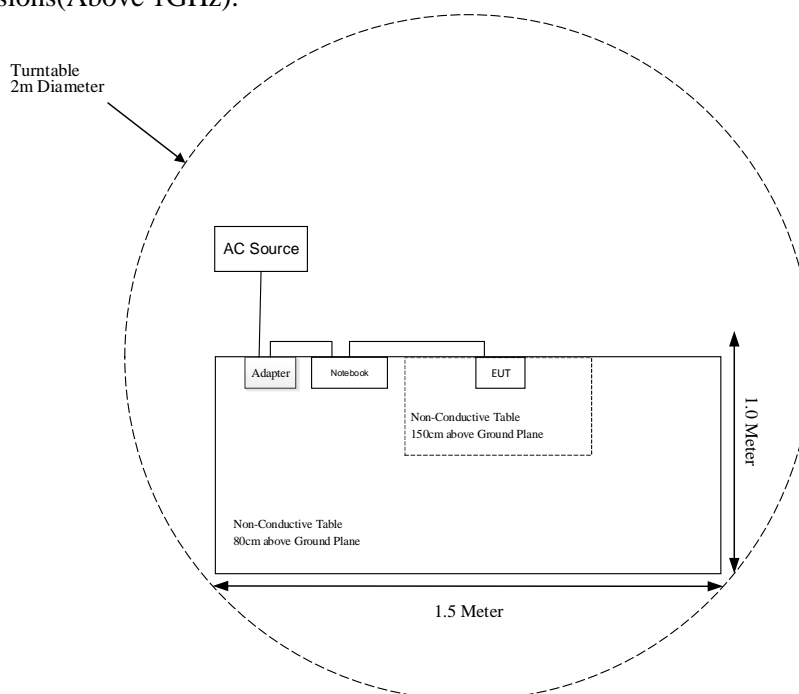 sions(Above 1GHz):
Turntable
2m Diameter
AC Source
Adapter
Notebook
EUT
Non-Conductive Table
150cm above Ground Plane
1.0 Meter
Non-Conductive Table
80cm above Ground Plane
1.5 Meter